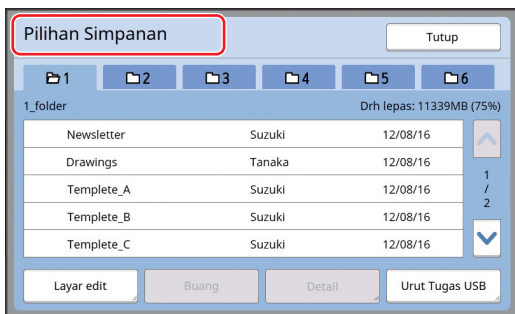 Pilihan Simpanan
Tutup
1 2 3 4 5 6
1_folder Drh lepas: 11339MB (75%)
Newsletter Suzuki 12/08/16
Drawings Tanaka 12/08/16
Templete_A Suzuki 12/08/16
Templete_B Suzuki 12/08/16
Templete_C Suzuki 12/08/16
1
/
2
Layar edit Buang Detail Urut Tugas USB